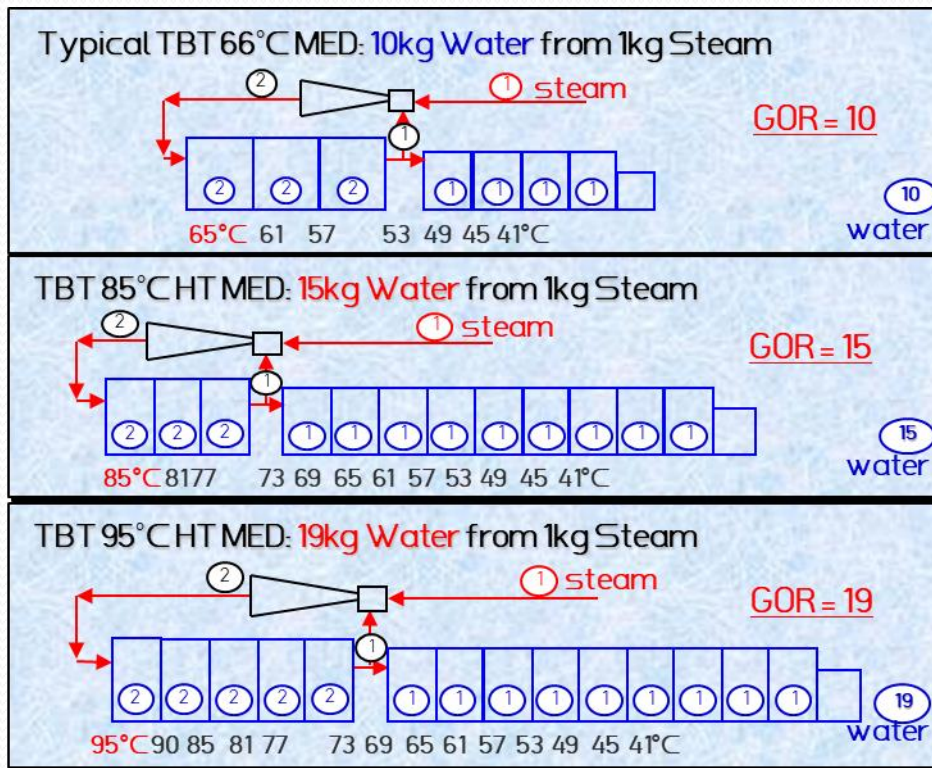 Typical TBT 66°C MED: 10kg Water from 1kg Steam
2
1 steam
GOR = 10
1
2 2 2 1 1 1 1
10
water
65°C 61 57 53 49 45 41°C
TBT 85°C HT MED: 15kg Water from 1kg Steam
2
1 steam
GOR = 15
1
2 2 2 1 1 1 1 1 1 1 1 1
15
water
85°C 81 77 73 69 65 61 57 53 49 45 41°C
TBT 95°C HT MED: 19kg Water from 1kg Steam
2
1 steam
GOR = 19
1
2 2 2 2 2 1 1 1 1 1 1 1 1 1
19
water
95°C 90 85 81 77 73 69 65 61 57 53 49 45 41°C